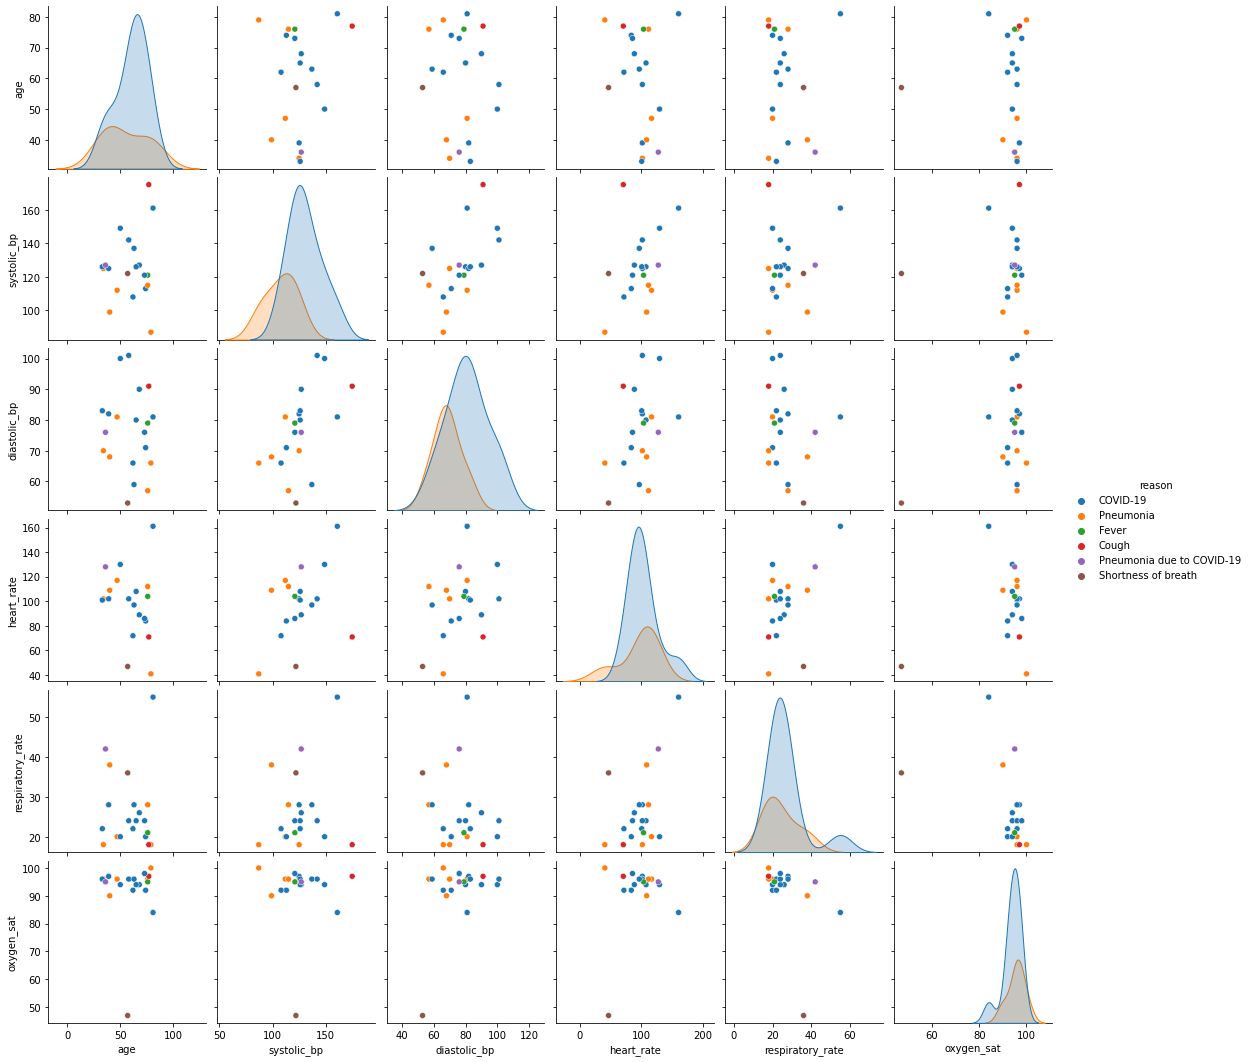 80
70
60
50
40
age
160
140
120
100
systolic_bp
100
90
80
70
60
diastolic_bp
160
140
120
100
80
60
40
heart_rate
reason
COVID-19
Pneumonia
Fever
Cough
Pneumonia due to COVID-19
Shortness of breath
50
40
30
20
respiratory_rate
100
90
80
70
60
50
oxygen_sat
0 50 100
50 100 150
40 60 80 100 120
0 100 200
0 20 40 60
60 80 100
age systolic_bp diastolic_bp heart_rate respiratory_rate oxygen_sat